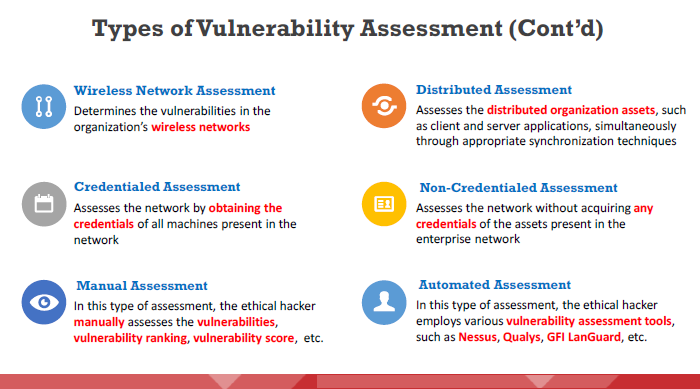 Types of Vulnerability Assessment (Cont’d)
Wireless Network Assessment
Determines the vulnerabilities in the
organization’s wireless networks
Distributed Assessment
Assesses the distributed organization assets, such
as client and server applications, simultaneously
through appropriate synchronization techniques
Credentialed Assessment
Assesses the network by obtaining the
credentials of all machines present in the
network
Non-Credentialed Assessment
Assesses the network without acquiring any
credentials of the assets present in the
enterprise network
Manual Assessment
In this type of assessment, the ethical hacker
manually assesses the vulnerabilities,
vulnerability ranking, vulnerability score, etc.
Automated Assessment
In this type of assessment, the ethical hacker
employs various vulnerability assessment tools,
such as Nessus, Qualys, GFI LanGuard, etc.